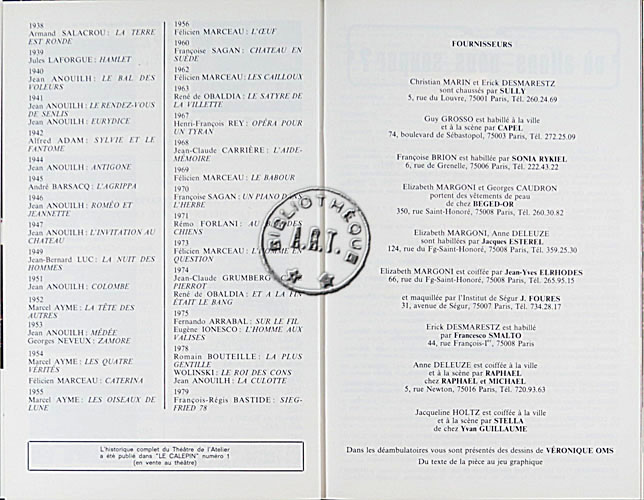 1938
Armand SALACROU : LA TERRE
EST RONDE
1939
Jules LAFORGUE : HAMLET
1940
Jean ANOUILH : LE BAL DES
VOLEURS
1941
Jean ANOUILH : LE RENDEZ-VOUS
DE SENLIS
Jean ANOUILH : EURYDICE
1942
Alfred ADAM : SYLVIE ET LE
FANTOME
1944
Jean ANOUILH : ANTIGONE
1945
André BARSACQ : L'AGRIPPA
1946
Jean ANOUILH : ROMÉO ET
JEANNETTE
1947
Jean ANOUILH : L'INVITATION AU
CHATEAU
1949
Jean-Bernard LUC : LA NUIT DES
HOMMES
1951
Jean ANOUILH : COLOMBE
1952
Marcel AYME : LA TÊTE DES
AUTRES
1953
Jean ANOUILH : MÉDÉE
Georges NEVEUX : ZAMORE
1954
Marcel AYME : LES QUATRE
VÉRITÉS
Félicien MARCEAU : CATERINA
1955
Marcel AYME : LES OISEAUX DE
LUNE
1956
Félicien MARCEAU : L'ŒUF
1960
Françoise SAGAN : CHATEAU EN
SUÈDE
1962
Félicien MARCEAU : LES CAILLOUX
1963
René de OBALDIA : LE SATYRE DE
LA VILLETTE
1967
Henri-François REY : OPÉRA POUR
UN TYRAN
1968
Jean-Claude CARRIÈRE : L'AIDE-
MÉMOIRE
1969
Félicien MARCEAU : LE BABOUR
1970
Françoise SAGAN : UN PIANO DANS
L'HERBE
1971
Rémo FORLANI : AU
CHIENS
1973
Félicien MARCEAU : L'HOMME EN
QUESTION
1974
Jean-Claude GRUMBERG
PIERROT
René de OBALDIA : ET A LA FIN
ÉTAIT LE BANG
1975
Fernando ARRABAL : SUR LE FIL
Eugène IONESCO : L'HOMME AUX
VALISES
1978
Romain BOUTEILLE : LA PLUS
GENTILLE
WOLINSKI : LE ROI DES CONS
Jean ANOUILH : LA CULOTTE
1979
François-Régis BASTIDE : SIEG-
FRIED 78
L'historique complet du Théâtre de l'Atelier
a été publié dans "LE CALEPIN" numéro 1
(en vente au théâtre)
BIBLIOTHÈQUE
A.R.T.
FOURNISSEURS
Christian MARIN et Erick DESMARESTZ
sont chaussés par SULLY
5, rue du Louvre, 75001 Paris, Tél. 260.24.69
Guy GROSSO est habillé à la ville
et à la scène par CAPEL
74, boulevard de Sébastopol, 75003 Paris, Tél. 272.25.09
Françoise BRION est habillée par SONIA RYKIEL
6, rue de Grenelle, 75006 Paris, Tél. 222.43.22
Elizabeth MARGONI et Georges CAUDRON
portent des vêtements de peau
de chez BEGED-OR
350, rue Saint-Honoré, 75008 Paris, Tél. 260.30.82
Elizabeth MARGONI, Anne DELEUZE
sont habillées par Jacques ESTEREL
124, rue du Fg-Saint-Honoré, 75008 Paris, Tél. 359.25.30
Elizabeth MARGONI est coiffée par Jean-Yves ELRHODES
66, rue du Fg-Saint-Honoré, 75008 Paris, Tél. 265.95.15
et maquillée par l'Institut de Ségur J. FOURES
31, avenue de Ségur, 75007 Paris, Tél. 734.28.17
Erick DESMARESTZ est habillé
par Francesco SMALTO
44, rue François-Iᵉʳ, 75008 Paris
Anne DELEUZE est coiffée à la ville
et à la scène par RAPHAEL
chez RAPHAEL et MICHAEL
5, rue Newton, 75016 Paris, Tél. 720.93.63
Jacqueline HOLTZ est coiffée à la ville
et à la scène par STELLA
de chez Yvan GUILLAUME
Dans les déambulatoires vous sont présentés des dessins de VÉRONIQUE OMS
Du texte de la pièce au jeu graphique